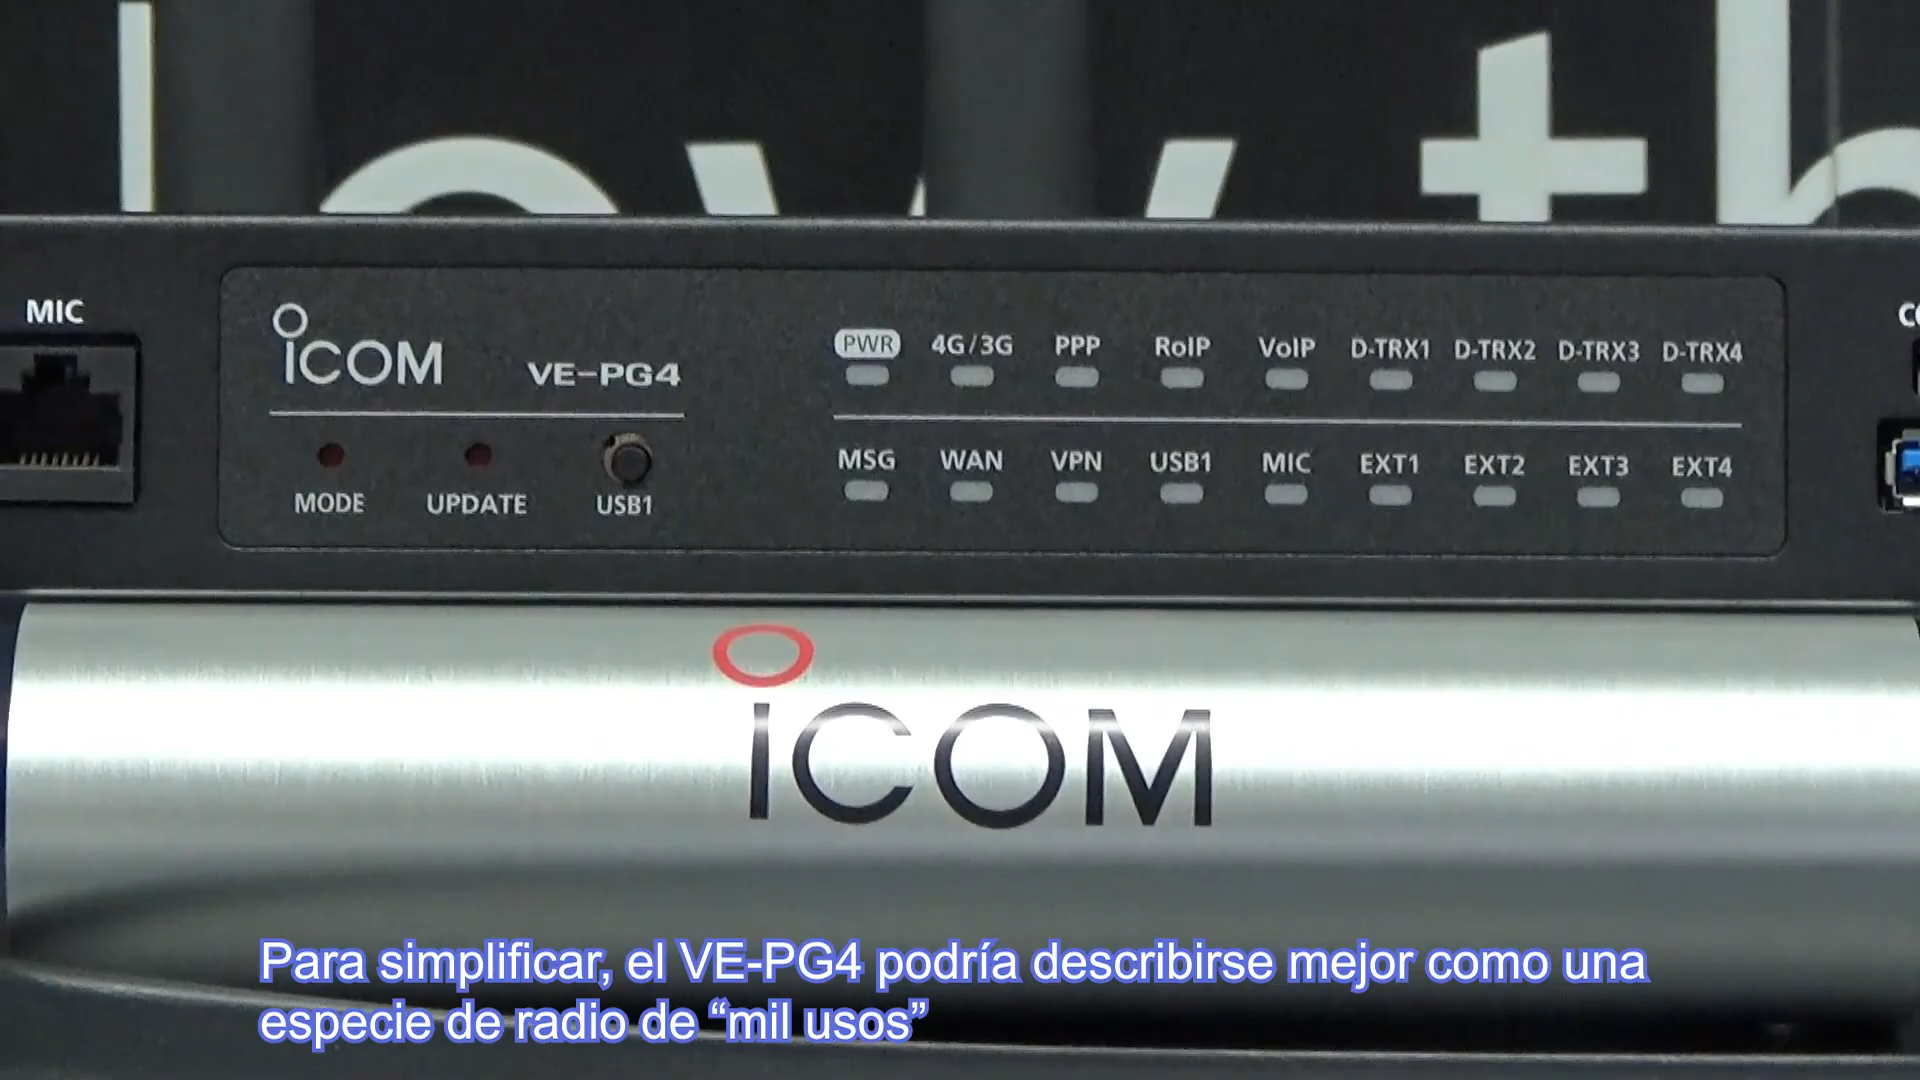 MIC
ICOM
VE-PG4
MODE UPDATE USB1
PWR 4G/3G PPP RoIP VoIP D-TRX1 D-TRX2 D-TRX3 D-TRX4
MSG WAN VPN USB1 MIC EXT1 EXT2 EXT3 EXT4
ICOM
Para simplificar, el VE-PG4 podría describirse mejor como una
especie de radio de “mil usos”